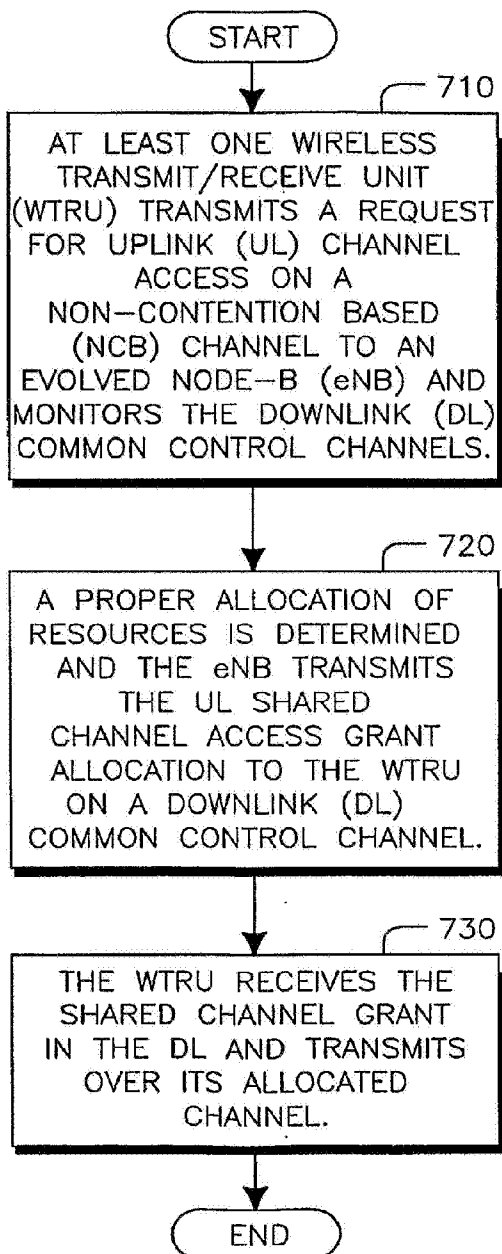 START
710
AT LEAST ONE WIRELESS
TRANSMIT/RECEIVE UNIT
(WTRU) TRANSMITS A REQUEST
FOR UPLINK (UL) CHANNEL
ACCESS ON A
NON-CONTENTION BASED
(NCB) CHANNEL TO AN
EVOLVED NODE-B (eNB) AND
MONITORS THE DOWNLINK (DL)
COMMON CONTROL CHANNELS.
720
A PROPER ALLOCATION OF
RESOURCES IS DETERMINED
AND THE eNB TRANSMITS
THE UL SHARED
CHANNEL ACCESS GRANT
ALLOCATION TO THE WTRU
ON A DOWNLINK (DL)
COMMON CONTROL CHANNEL.
730
THE WTRU RECEIVES THE
SHARED CHANNEL GRANT
IN THE DL AND TRANSMITS
OVER ITS ALLOCATED
CHANNEL.
END